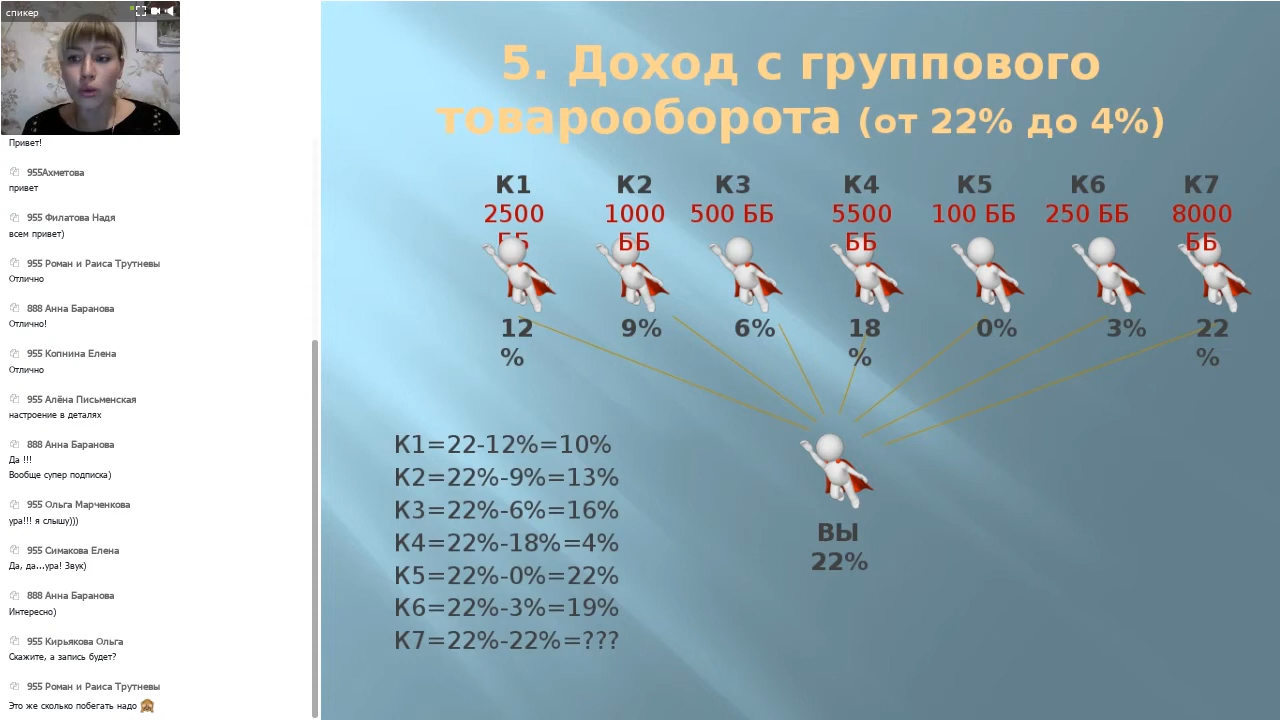 спикер
Привет!
955Ахметова
привет
955 Филатова Надя
всем привет)
955 Роман и Раиса Трутневы
Отлично
888 Анна Баранова
Отлично!
955 Копнина Елена
Отлично
955 Алёна Письменская
настроение в деталях
888 Анна Баранова
Да !!!
Вообще супер подписка)
955 Ольга Марченкова
ура!!! я слышу)))
955 Симакова Елена
Да, да...ура! Звук)
888 Анна Баранова
Интересно)
955 Кирьякова Ольга
Скажите, а запись будет?
955 Роман и Раиса Трутневы
Это же сколько побегать надо
5. Доход с группового
товарооборота (от 22% до 4%)
К1 К2 К3 К4 К5 К6 К7
2500 1000 500 ББ 5500 100 ББ 250 ББ 8000
ББ ББ ББ ББ
12 9% 6% 18 0% 3% 22
% % %
К1=22-12%=10%
К2=22%-9%=13%
К3=22%-6%=16%
К4=22%-18%=4%
К5=22%-0%=22%
К6=22%-3%=19%
К7=22%-22%=???
ВЫ
22%